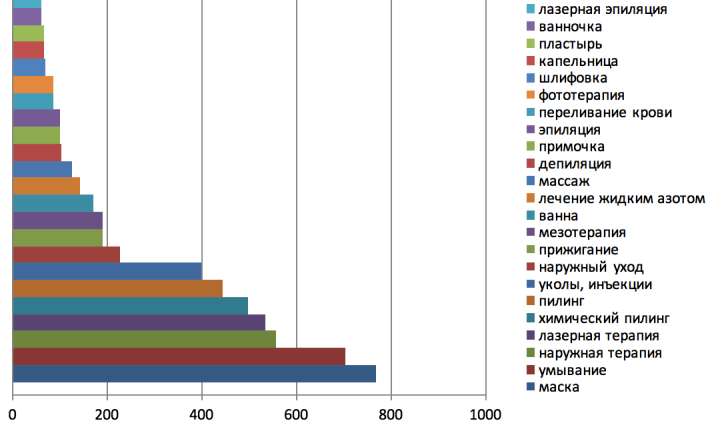 лазерная эпиляция
ванночка
пластырь
капельница
шлифовка
фототерапия
переливание крови
эпиляция
примочка
депиляция
массаж
лечение жидким азотом
ванна
мезотерапия
прижигание
наружный уход
уколы, инъекции
пилинг
химический пилинг
лазерная терапия
наружная терапия
умывание
маска
0 200 400 600 800 1000